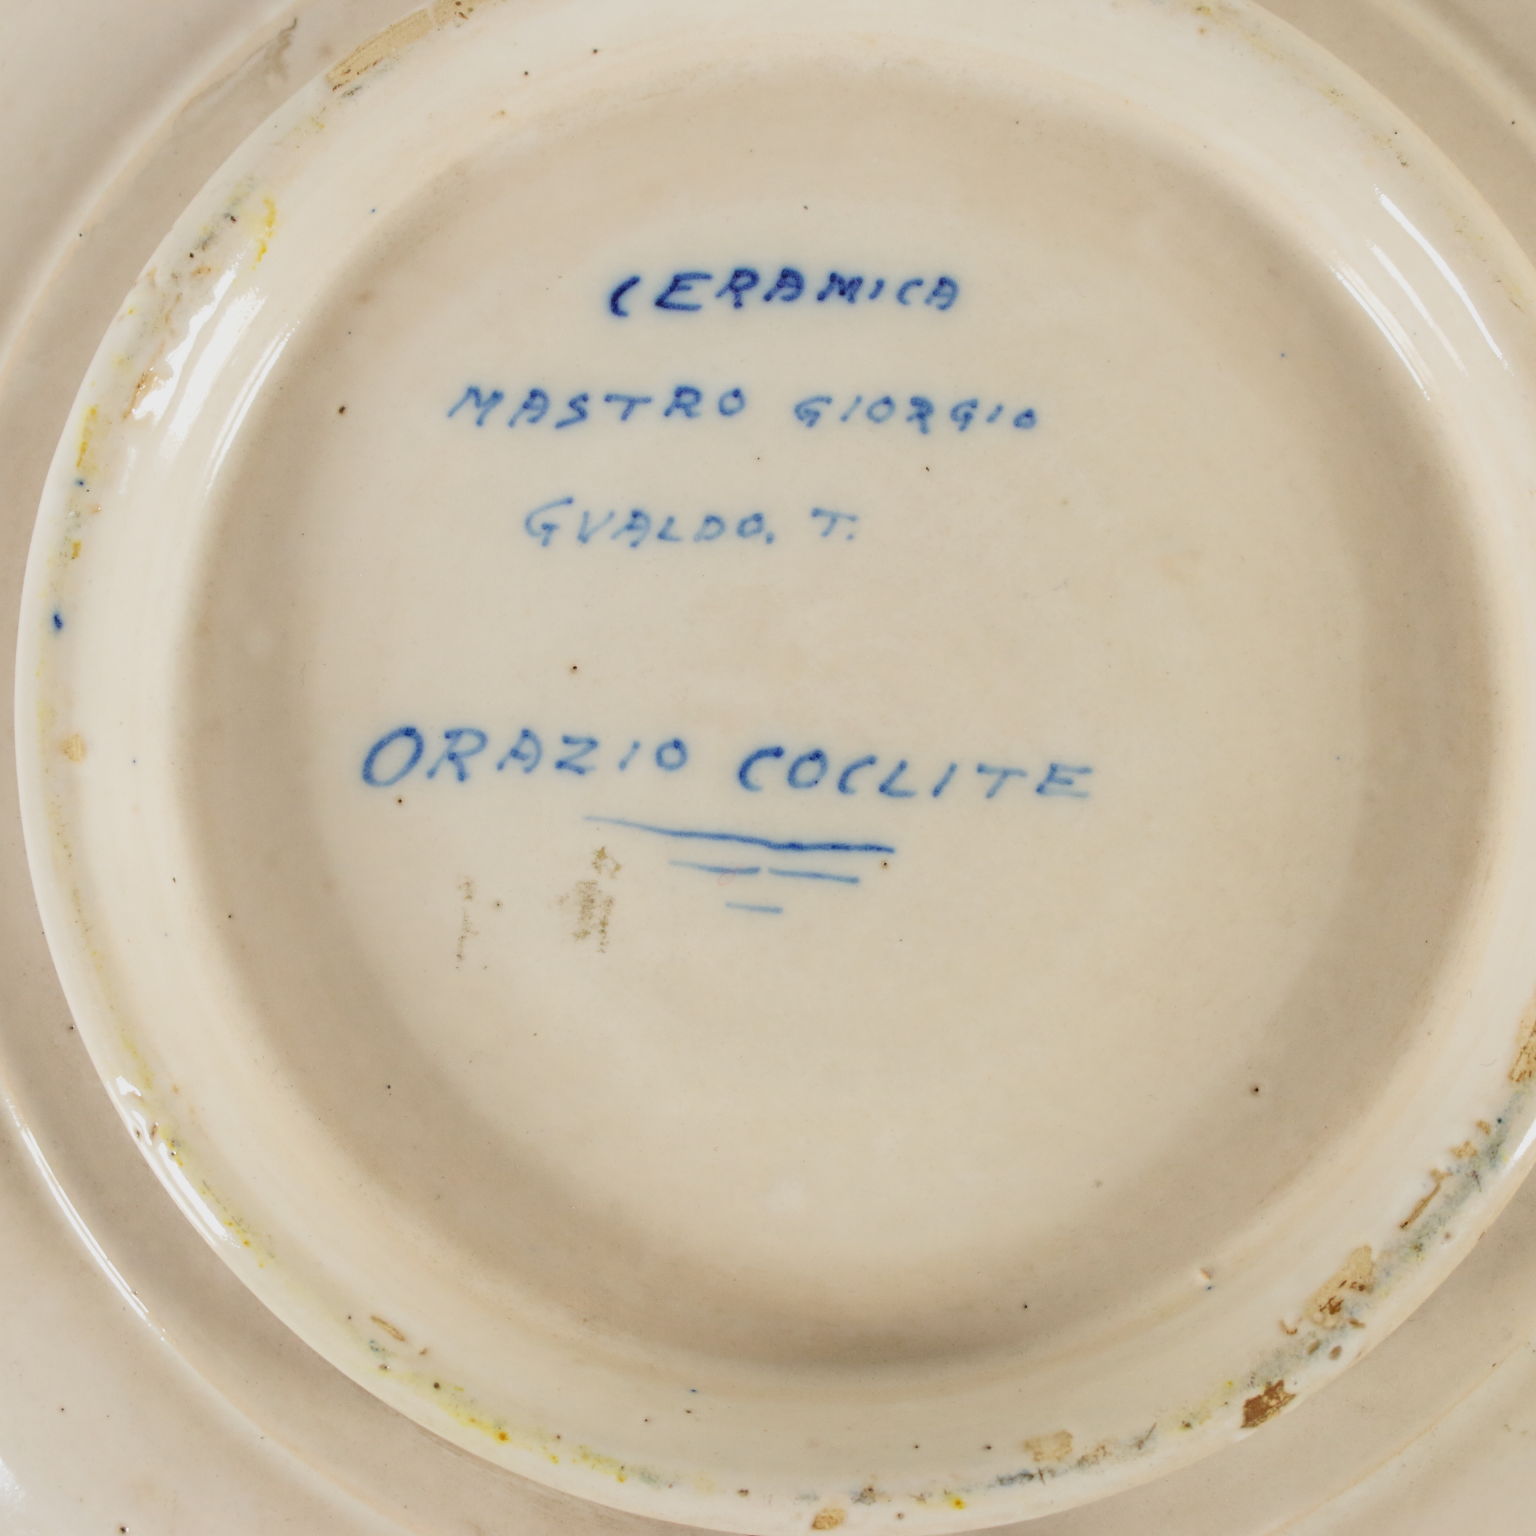 CERAMICA
MASTRO GIORGIO
GVALDO. T.
ORAZIO COCLITE